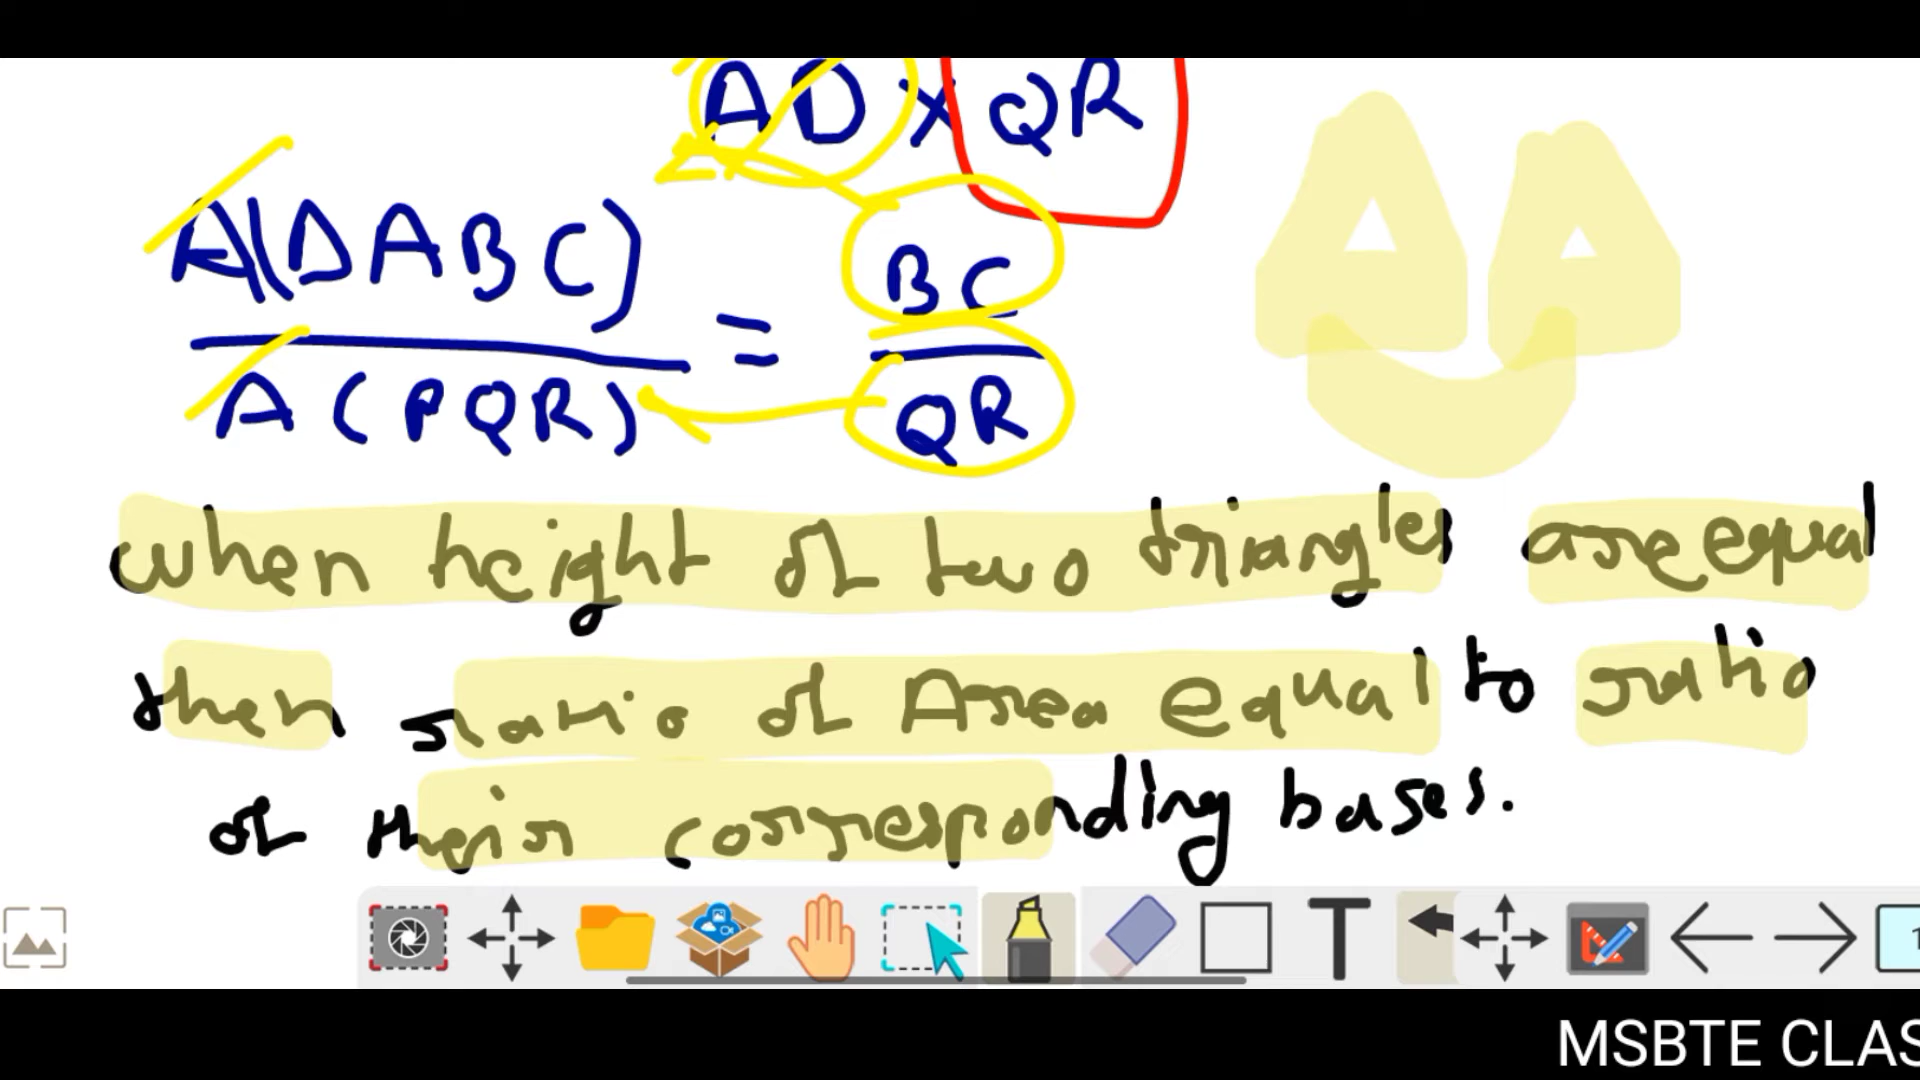 AD × QR
A(ΔABC) = BC
A(PQR) QR
when height of two triangles are equal
then ratio of Area equal to ratio
of their corresponding bases.
T
1
MSBTE CLAS